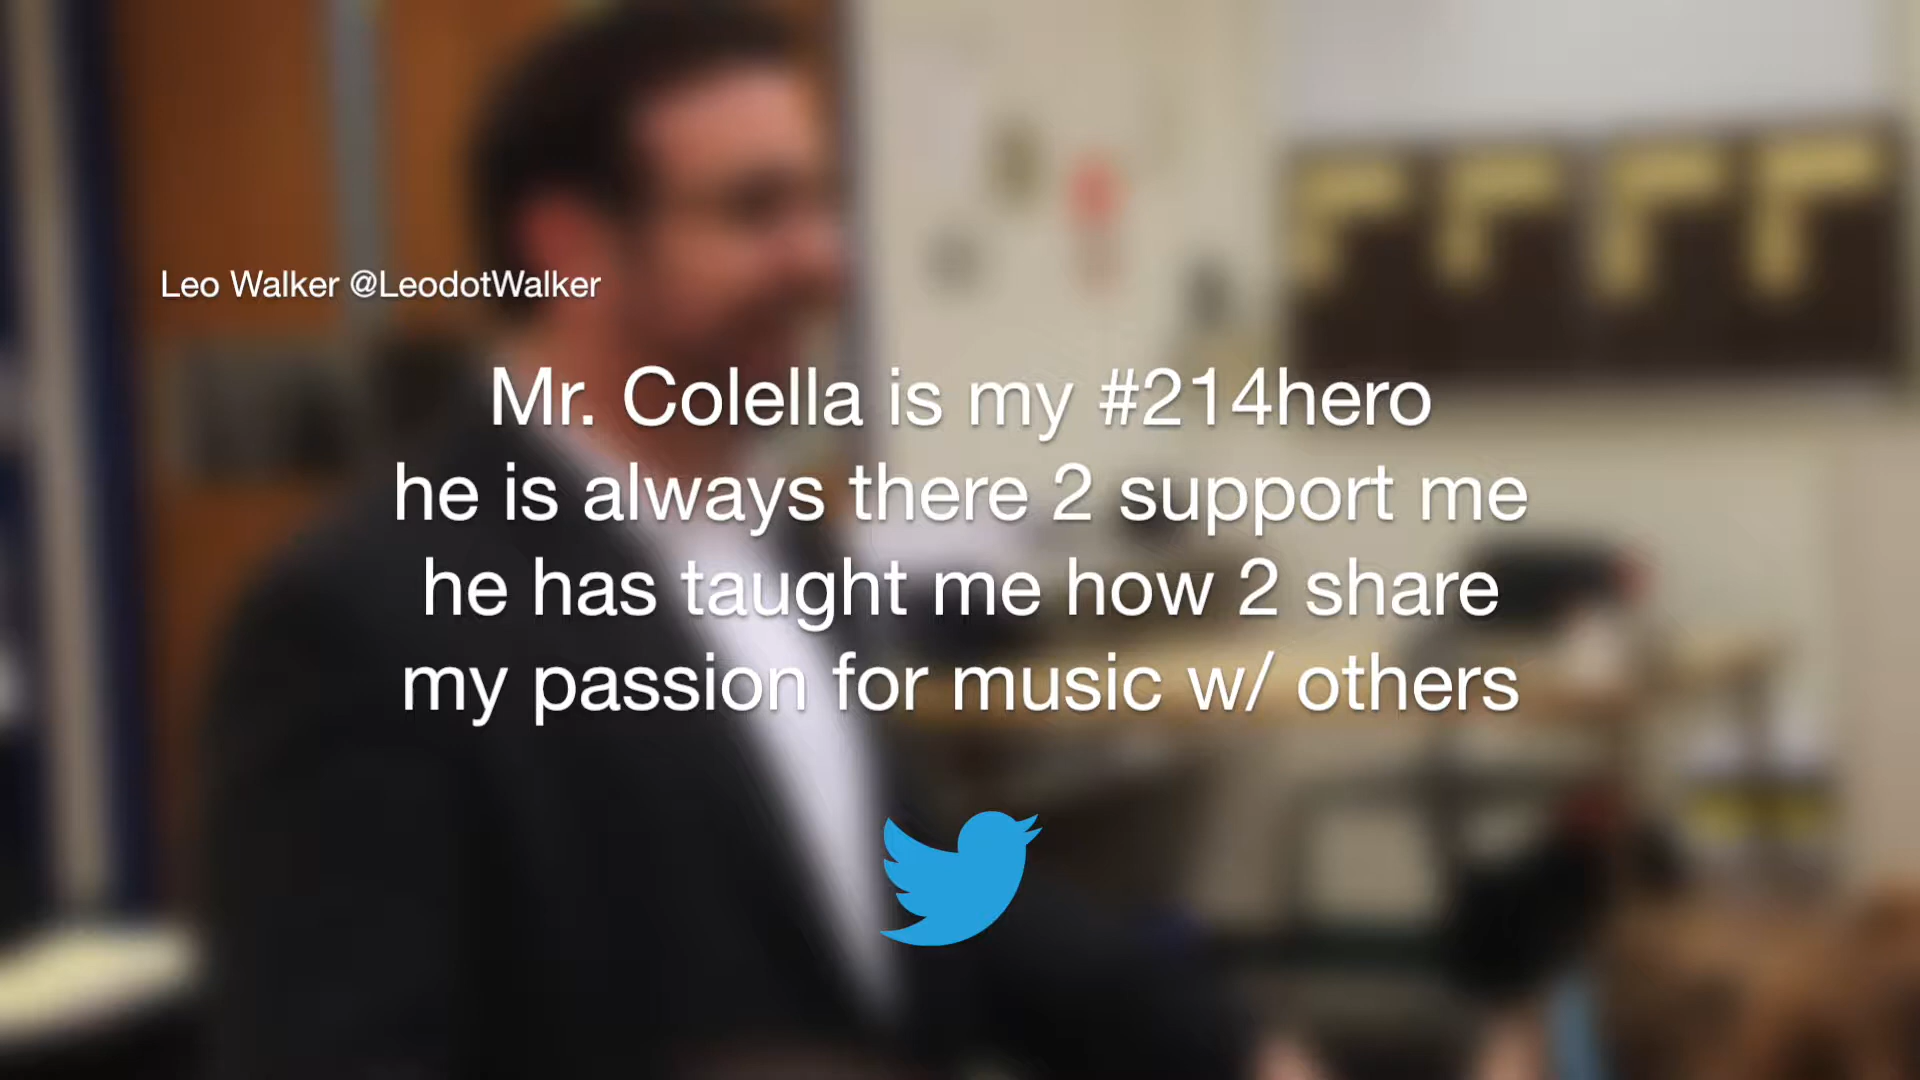 Leo Walker @LeodotWalker
Mr. Colella is my #214hero
he is always there 2 support me
he has taught me how 2 share
my passion for music w/ others